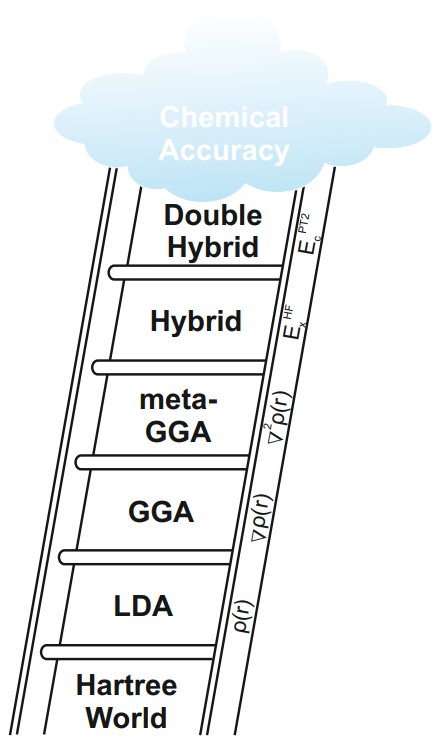 Chemical
Accuracy
Double
Hybrid
E_c^PT2
Hybrid
E_x^HF
meta-
GGA
∇²ρ(r)
GGA
∇ρ(r)
LDA
ρ(r)
Hartree
World